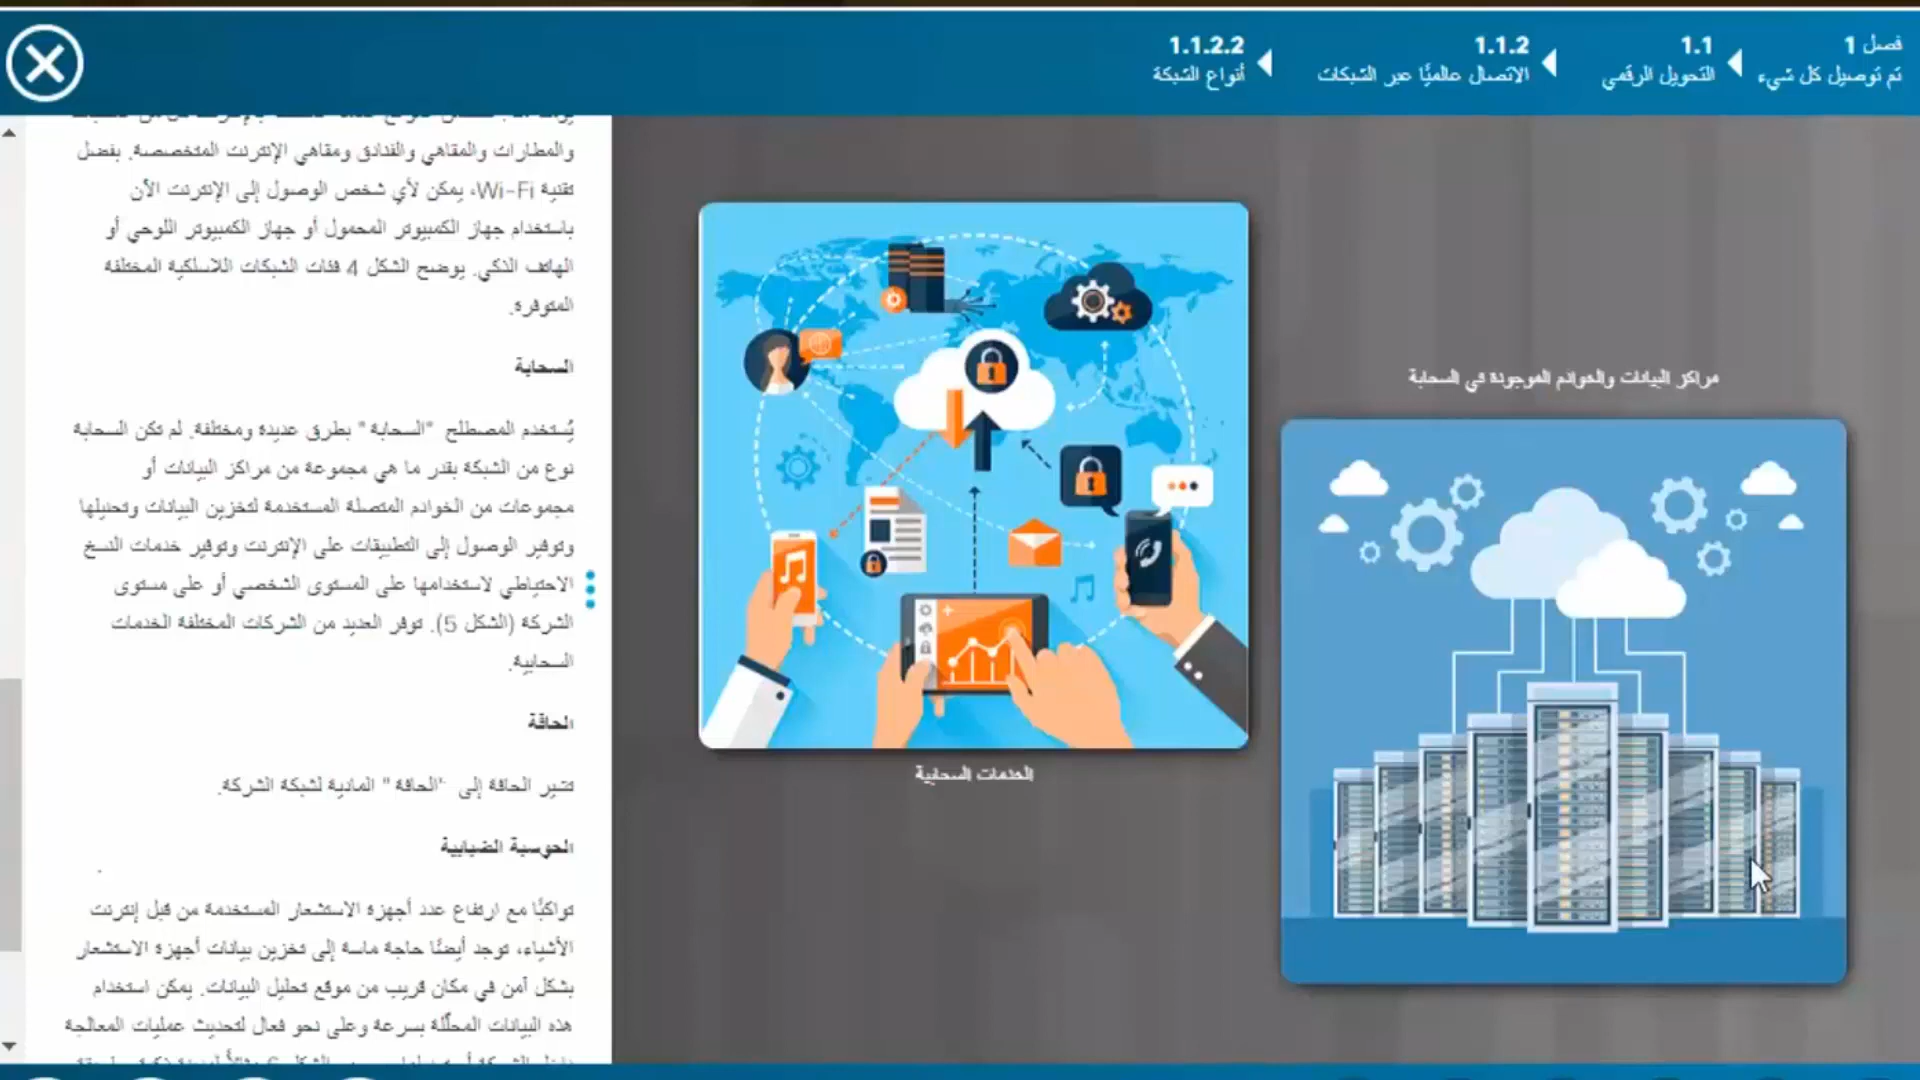 فصل 1
تم توصيل كل شيء
1.1
التحويل الرقمي
1.1.2
الاتصال عالميًا عبر الشبكات
1.1.2.2
أنواع الشبكة
والمطارات والمقاهي والفنادق ومقاهي الإنترنت المتخصصة. بفضل
تقنية Wi-Fi، يمكن لأي شخص الوصول إلى الإنترنت الآن
باستخدام جهاز الكمبيوتر المحمول أو جهاز الكمبيوتر اللوحي أو
الهاتف الذكي. يوضح الشكل 4 فئات الشبكات اللاسلكية المختلفة
المتوفرة.
السحابة
يُستخدم المصطلح "السحابة" بطرق عديدة ومختلفة. لم تكن السحابة
نوع من الشبكة بقدر ما هي مجموعة من مراكز البيانات أو
مجموعات من الخوادم المتصلة المستخدمة لتخزين البيانات وتحليلها
وتوفير الوصول إلى التطبيقات على الإنترنت وتوفير خدمات النسخ
الاحتياطي لاستخدامها على المستوى الشخصي أو على مستوى
الشركة (الشكل 5). توفر العديد من الشركات المختلفة الخدمات
السحابية.
الحافة
تشير الحافة إلى "الحافة" المادية لشبكة الشركة.
الحوسبة الضبابية
تواكبًا مع ارتفاع عدد أجهزة الاستشعار المستخدمة من قبل إنترنت
الأشياء، توجد أيضًا حاجة ماسة إلى تخزين بيانات أجهزة الاستشعار
بشكل آمن في مكان قريب من موقع تحليل البيانات. يمكن استخدام
هذه البيانات المحلّلة بسرعة وعلى نحو فعال لتحديث عمليات المعالجة
الخدمات السحابية
مراكز البيانات والخوادم الموجودة في السحابة